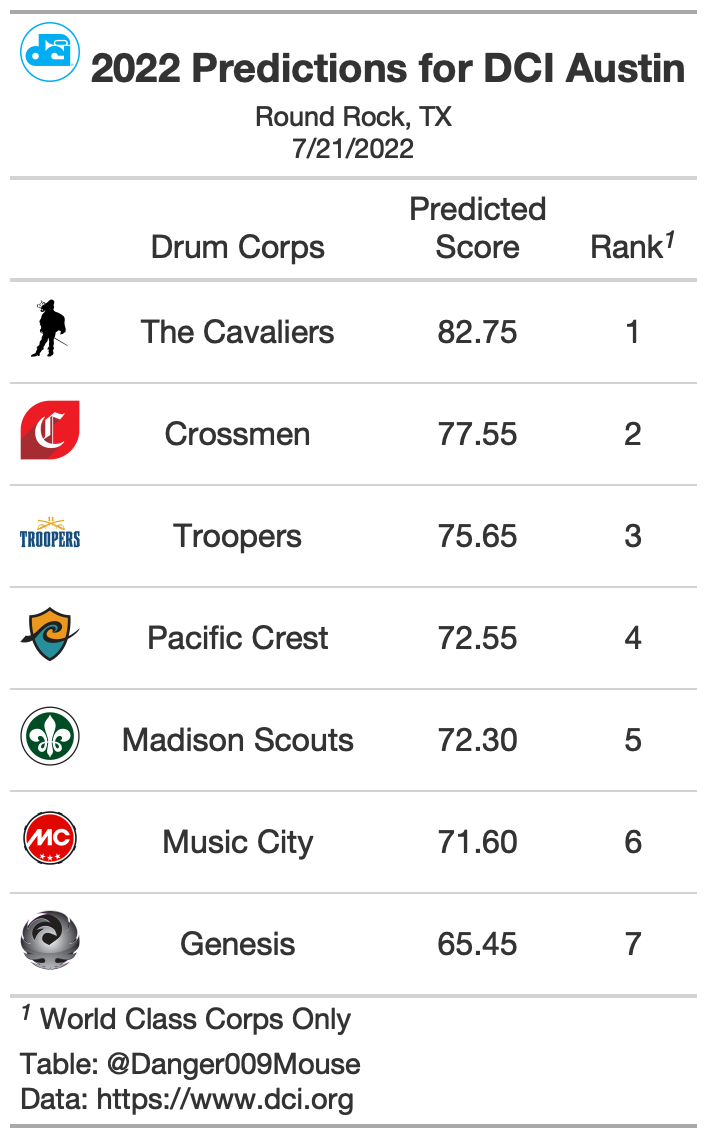 dci
2022 Predictions for DCI Austin
Round Rock, TX
7/21/2022
Predicted
Drum Corps Score Rank1
The Cavaliers 82.75 1
C Crossmen 77.55 2
TROOPERS Troopers 75.65 3
Pacific Crest 72.55 4
Madison Scouts 72.30 5
MC Music City 71.60 6
Genesis 65.45 7
1 World Class Corps Only
Table: @Danger009Mouse
Data: https://www.dci.org